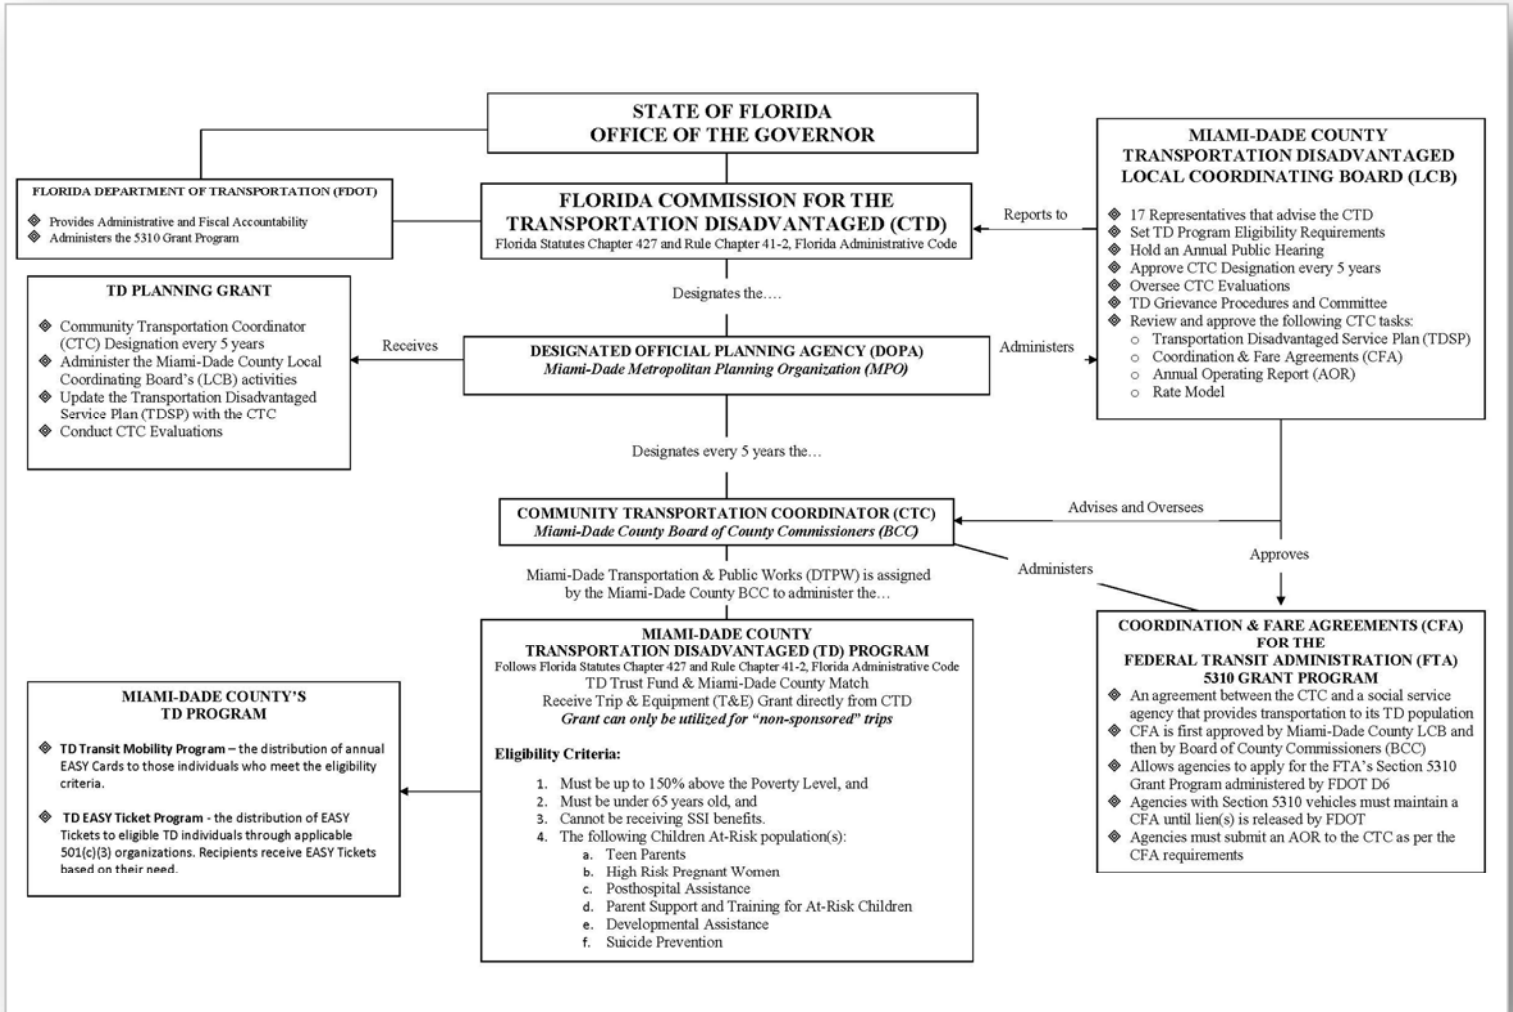 STATE OF FLORIDA
OFFICE OF THE GOVERNOR
FLORIDA DEPARTMENT OF TRANSPORTATION (FDOT)
Provides Administrative and Fiscal Accountability
Administers the 5310 Grant Program
FLORIDA COMMISSION FOR THE
TRANSPORTATION DISADVANTAGED (CTD)
Florida Statutes Chapter 427 and Rule Chapter 41-2, Florida Administrative Code
Reports to
MIAMI-DADE COUNTY
TRANSPORTATION DISADVANTAGED
LOCAL COORDINATING BOARD (LCB)
17 Representatives that advise the CTD
Set TD Program Eligibility Requirements
Hold an Annual Public Hearing
Approve CTC Designation every 5 years
Oversee CTC Evaluations
TD Grievance Procedures and Committee
Review and approve the following CTC tasks:
o Transportation Disadvantaged Service Plan (TDSP)
o Coordination & Fare Agreements (CFA)
o Annual Operating Report (AOR)
o Rate Model
Designates the….
TD PLANNING GRANT
Community Transportation Coordinator
(CTC) Designation every 5 years
Administer the Miami-Dade County Local
Coordinating Board's (LCB) activities
Update the Transportation Disadvantaged
Service Plan (TDSP) with the CTC
Conduct CTC Evaluations
Receives
DESIGNATED OFFICIAL PLANNING AGENCY (DOPA)
Miami-Dade Metropolitan Planning Organization (MPO)
Administers
Designates every 5 years the…
COMMUNITY TRANSPORTATION COORDINATOR (CTC)
Miami-Dade County Board of County Commissioners (BCC)
Advises and Oversees
Approves
Administers
Miami-Dade Transportation & Public Works (DTPW) is assigned
by the Miami-Dade County BCC to administer the…
MIAMI-DADE COUNTY
TRANSPORTATION DISADVANTAGED (TD) PROGRAM
Follows Florida Statutes Chapter 427 and Rule Chapter 41-2, Florida Administrative Code
TD Trust Fund & Miami-Dade County Match
Receive Trip & Equipment (T&E) Grant directly from CTD
Grant can only be utilized for "non-sponsored" trips
Eligibility Criteria:
1. Must be up to 150% above the Poverty Level, and
2. Must be under 65 years old, and
3. Cannot be receiving SSI benefits.
4. The following Children At-Risk population(s):
a. Teen Parents
b. High Risk Pregnant Women
c. Posthospital Assistance
d. Parent Support and Training for At-Risk Children
e. Developmental Assistance
f. Suicide Prevention
MIAMI-DADE COUNTY'S
TD PROGRAM
TD Transit Mobility Program – the distribution of annual
EASY Cards to those individuals who meet the eligibility
criteria.
TD EASY Ticket Program - the distribution of EASY
Tickets to eligible TD individuals through applicable
501(c)(3) organizations. Recipients receive EASY Tickets
based on their need.
COORDINATION & FARE AGREEMENTS (CFA)
FOR THE
FEDERAL TRANSIT ADMINISTRATION (FTA)
5310 GRANT PROGRAM
An agreement between the CTC and a social service
agency that provides transportation to its TD population
CFA is first approved by Miami-Dade County LCB and
then by Board of County Commissioners (BCC)
Allows agencies to apply for the FTA's Section 5310
Grant Program administered by FDOT D6
Agencies with Section 5310 vehicles must maintain a
CFA until lien(s) is released by FDOT
Agencies must submit an AOR to the CTC as per the
CFA requirements